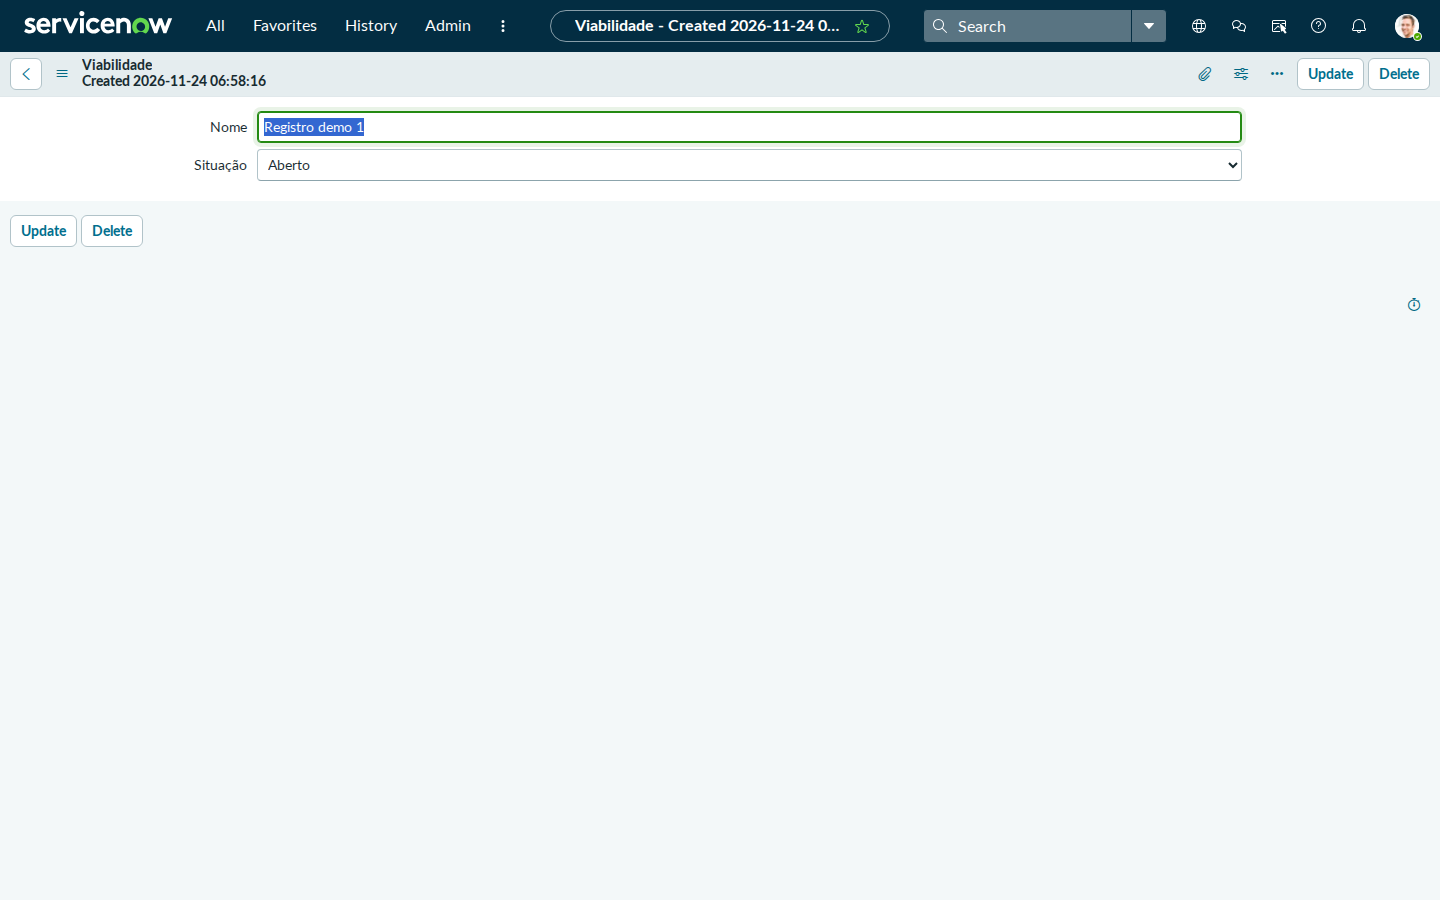 servicenow
All
Favorites
History
Admin
Viabilidade - Created 2026-11-24 0...
Search
Viabilidade
Created 2026-11-24 06:58:16
Update
Delete
Nome
Registro demo 1
Situação
Aberto
Update
Delete